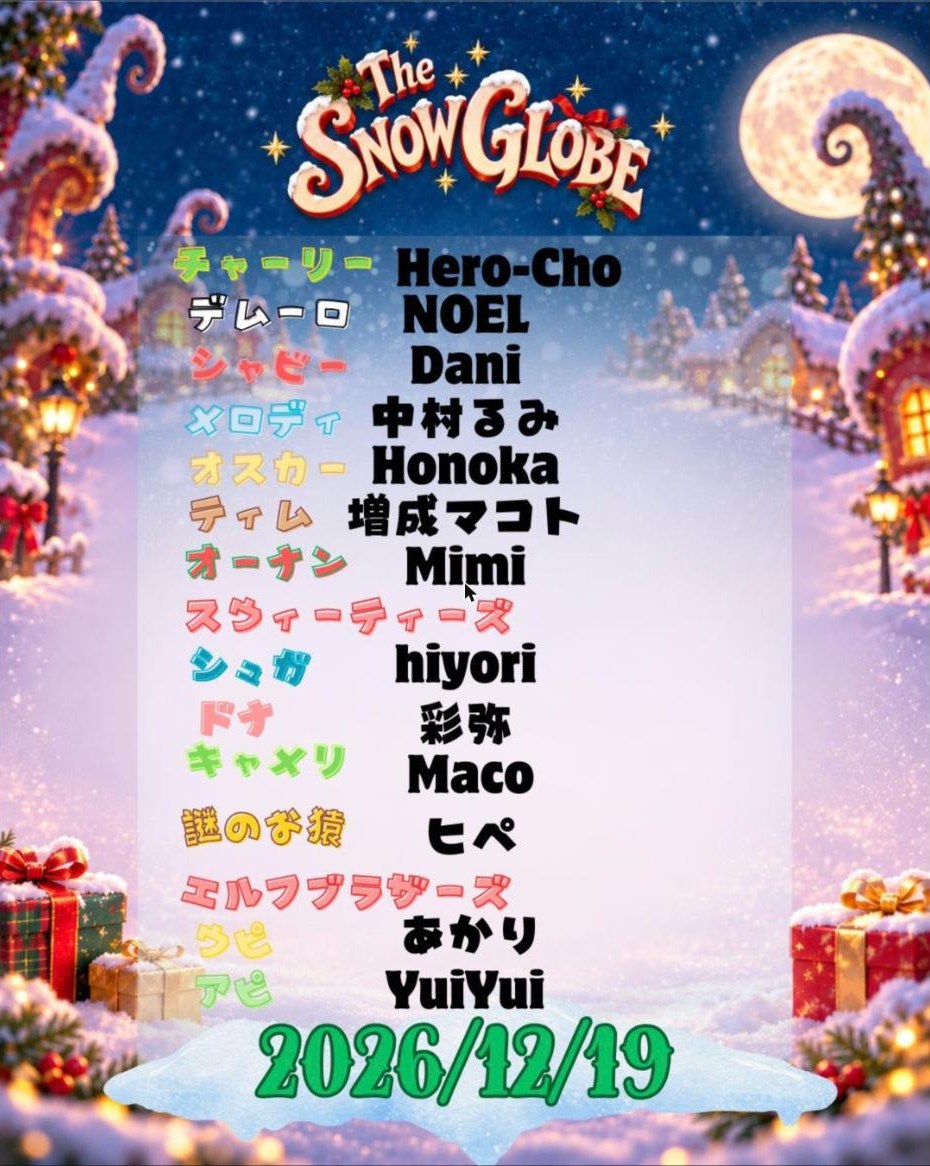 The
SNOW GLOBE
チャーリー Hero-Cho
デムーロ NOEL
シャビー Dani
メロディ 中村るみ
オスカー Honoka
ティム 増成マコト
オーナン Mimi
スウィーティーズ
シュガ hiyori
ドナ 彩弥
キャメリ Maco
謎のお猿 ヒペ
エルフブラザーズ
ウピ あかり
アピ YuiYui
2026/12/19